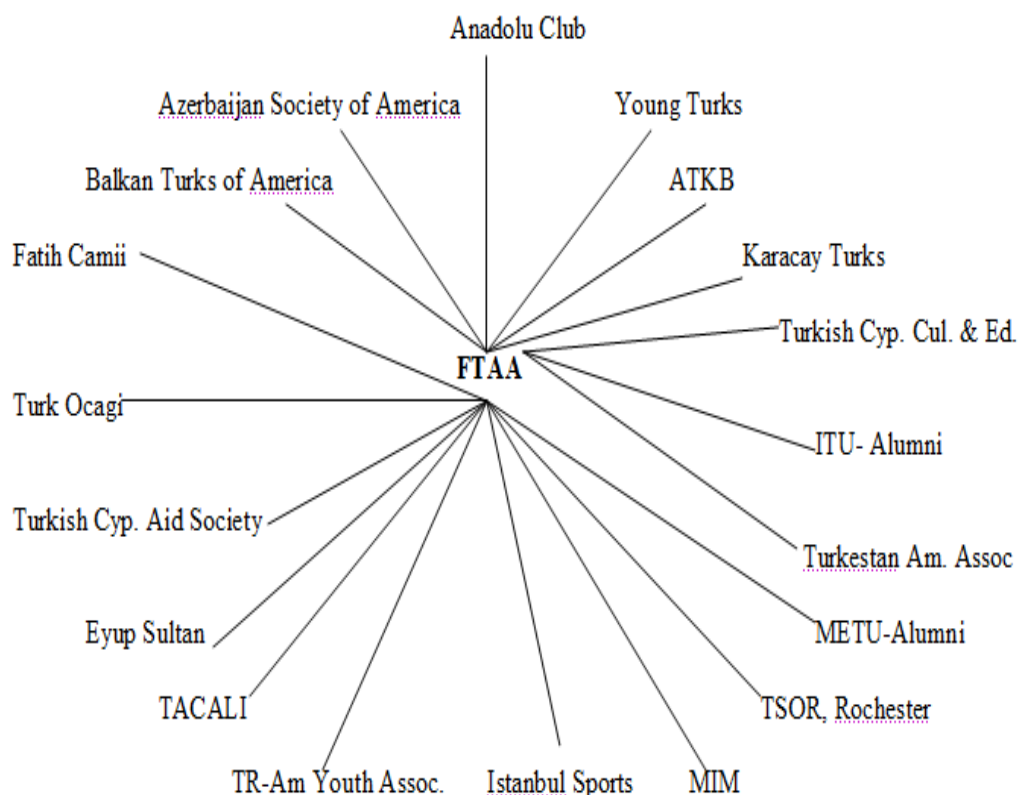 Anadolu Club
Azerbaijan Society of America
Young Turks
Balkan Turks of America
ATKB
Fatih Camii
Karacay Turks
Turkish Cyp. Cul. & Ed.
FTAA
Turk Ocagi
ITU- Alumni
Turkish Cyp. Aid Society
Turkestan Am. Assoc
Eyup Sultan
METU-Alumni
TACALI
TSOR, Rochester
TR-Am Youth Assoc.
Istanbul Sports
MIM